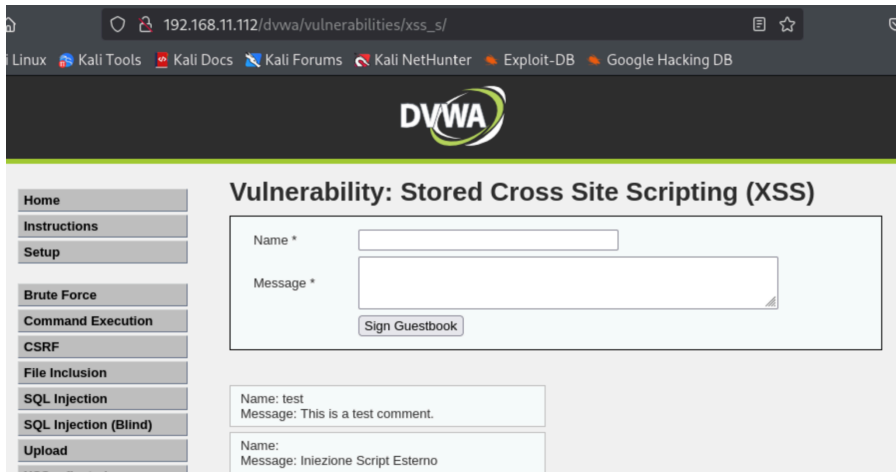 192.168.11.112/dvwa/vulnerabilities/xss_s/
i Linux Kali Tools Kali Docs Kali Forums Kali NetHunter Exploit-DB Google Hacking DB
DVWA
Home
Instructions
Setup
Brute Force
Command Execution
CSRF
File Inclusion
SQL Injection
SQL Injection (Blind)
Upload
Vulnerability: Stored Cross Site Scripting (XSS)
Name *
Message *
Sign Guestbook
Name: test
Message: This is a test comment.
Name:
Message: Iniezione Script Esterno